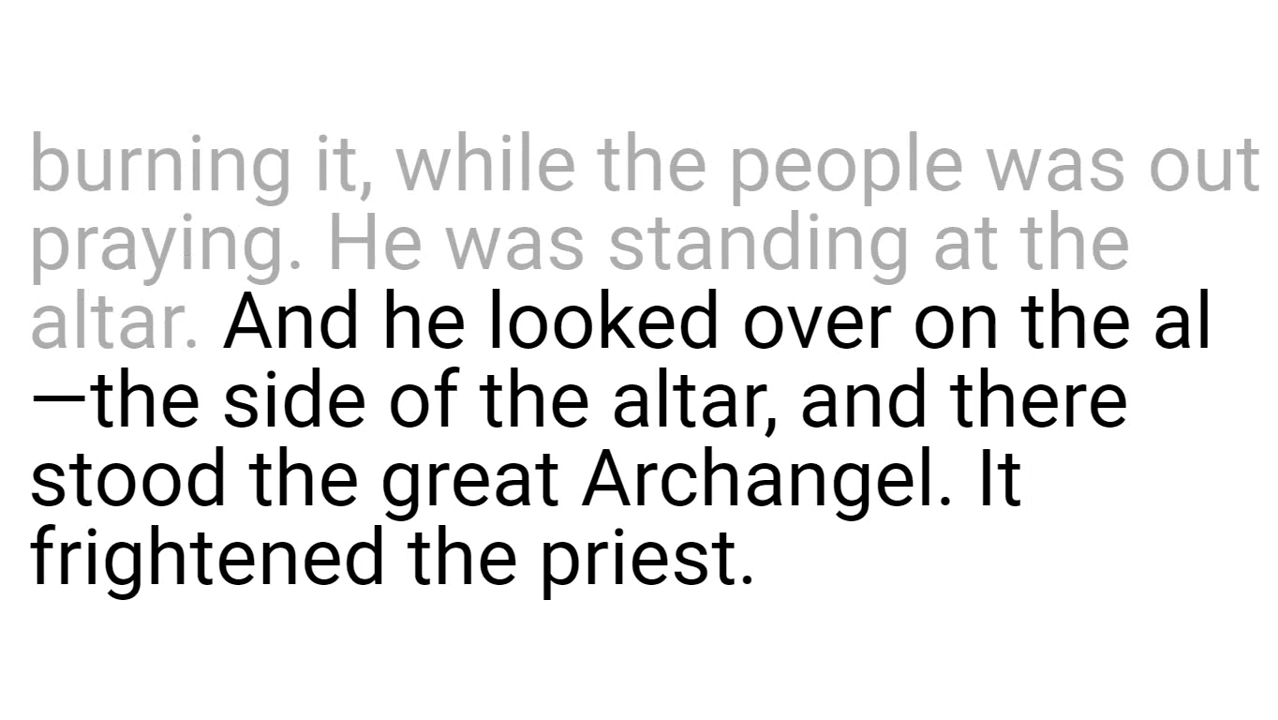 burning it, while the people was out
praying. He was standing at the
altar. And he looked over on the al
—the side of the altar, and there
stood the great Archangel. It
frightened the priest.